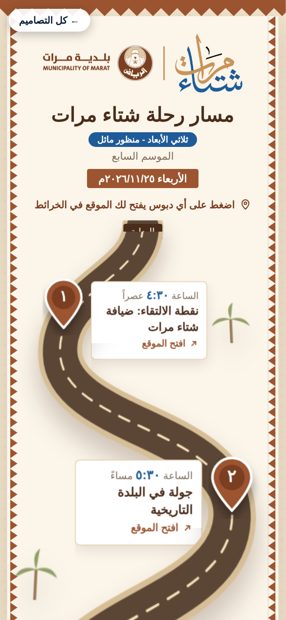 ← كل التصاميم
شتاء مرات
بلدية مرات
MUNICIPALITY OF MARAT
مسار رحلة شتاء مرات
ثلاثي الأبعاد - منظور مائل
الموسم السابع
الأربعاء ٢٠٢٦/١١/٢٥م
اضغط على أي دبوس يفتح لك الموقع في الخرائط
١
الساعة ٤:٣٠ عصراً
نقطة الالتقاء: ضيافة
شتاء مرات
↗ افتح الموقع
٢
الساعة ٥:٣٠ مساءً
جولة في البلدة
التاريخية
↗ افتح الموقع